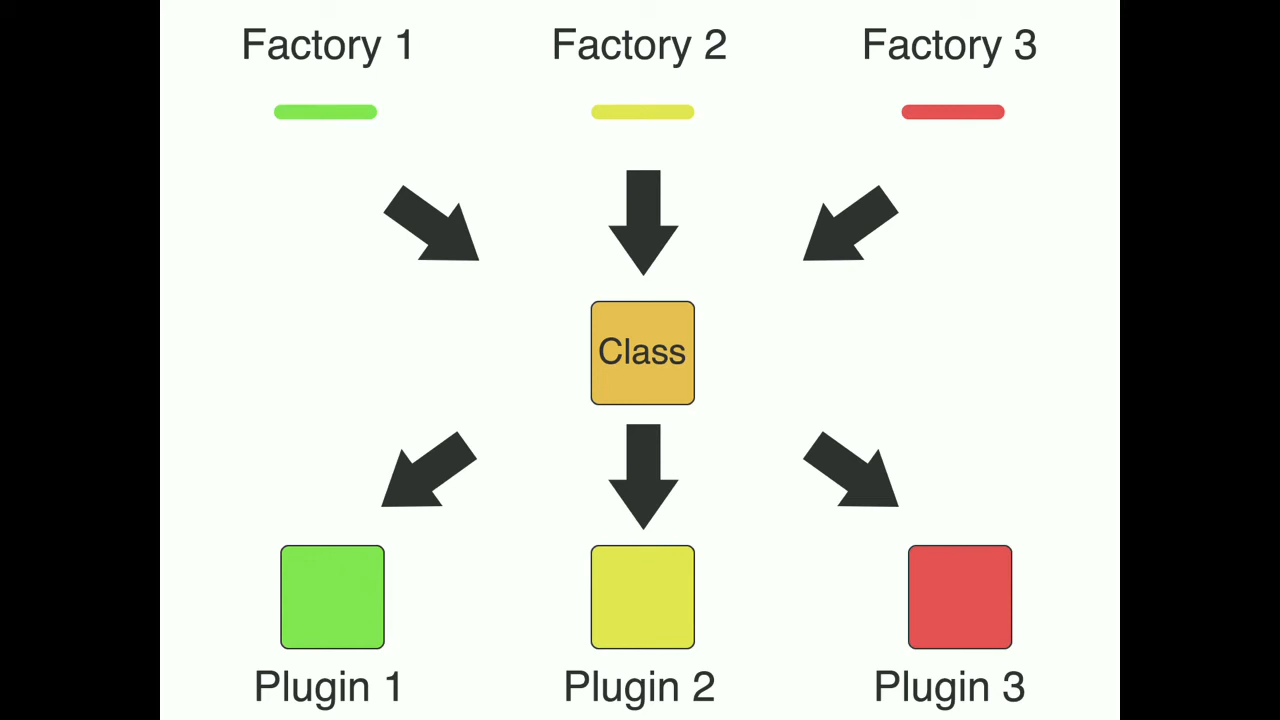 Factory 1
Factory 2
Factory 3
Class
Plugin 1
Plugin 2
Plugin 3